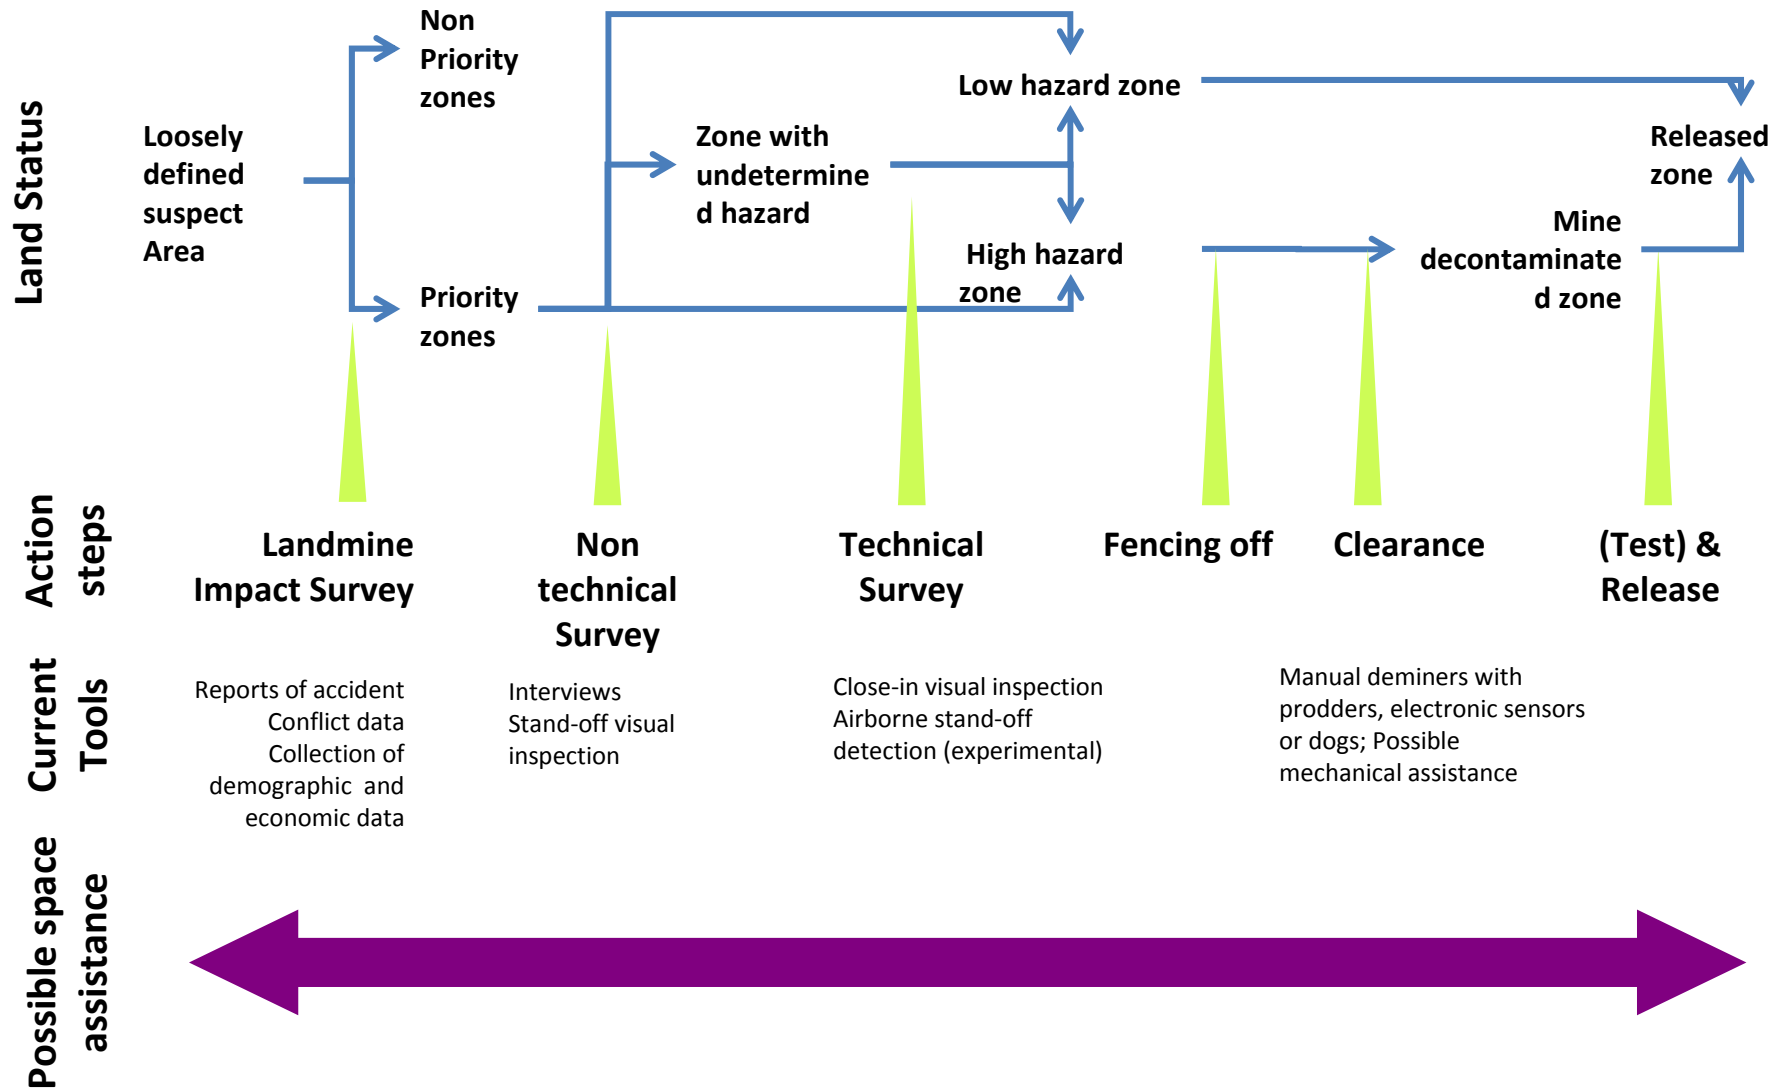 Land Status
Loosely
defined
suspect
Area
Non
Priority
zones
Priority
zones
Zone with
undetermine
d hazard
Low hazard zone
High hazard
zone
Mine
decontaminate
d zone
Released
zone
Action
steps
Landmine
Impact Survey
Non
technical
Survey
Technical
Survey
Fencing off
Clearance
(Test) &
Release
Current
Tools
Reports of accident
Conflict data
Collection of
demographic and
economic data
Interviews
Stand-off visual
inspection
Close-in visual inspection
Airborne stand-off
detection (experimental)
Manual deminers with
prodders, electronic sensors
or dogs; Possible
mechanical assistance
Possible space
assistance